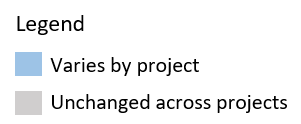 Legend
Varies by project
Unchanged across projects